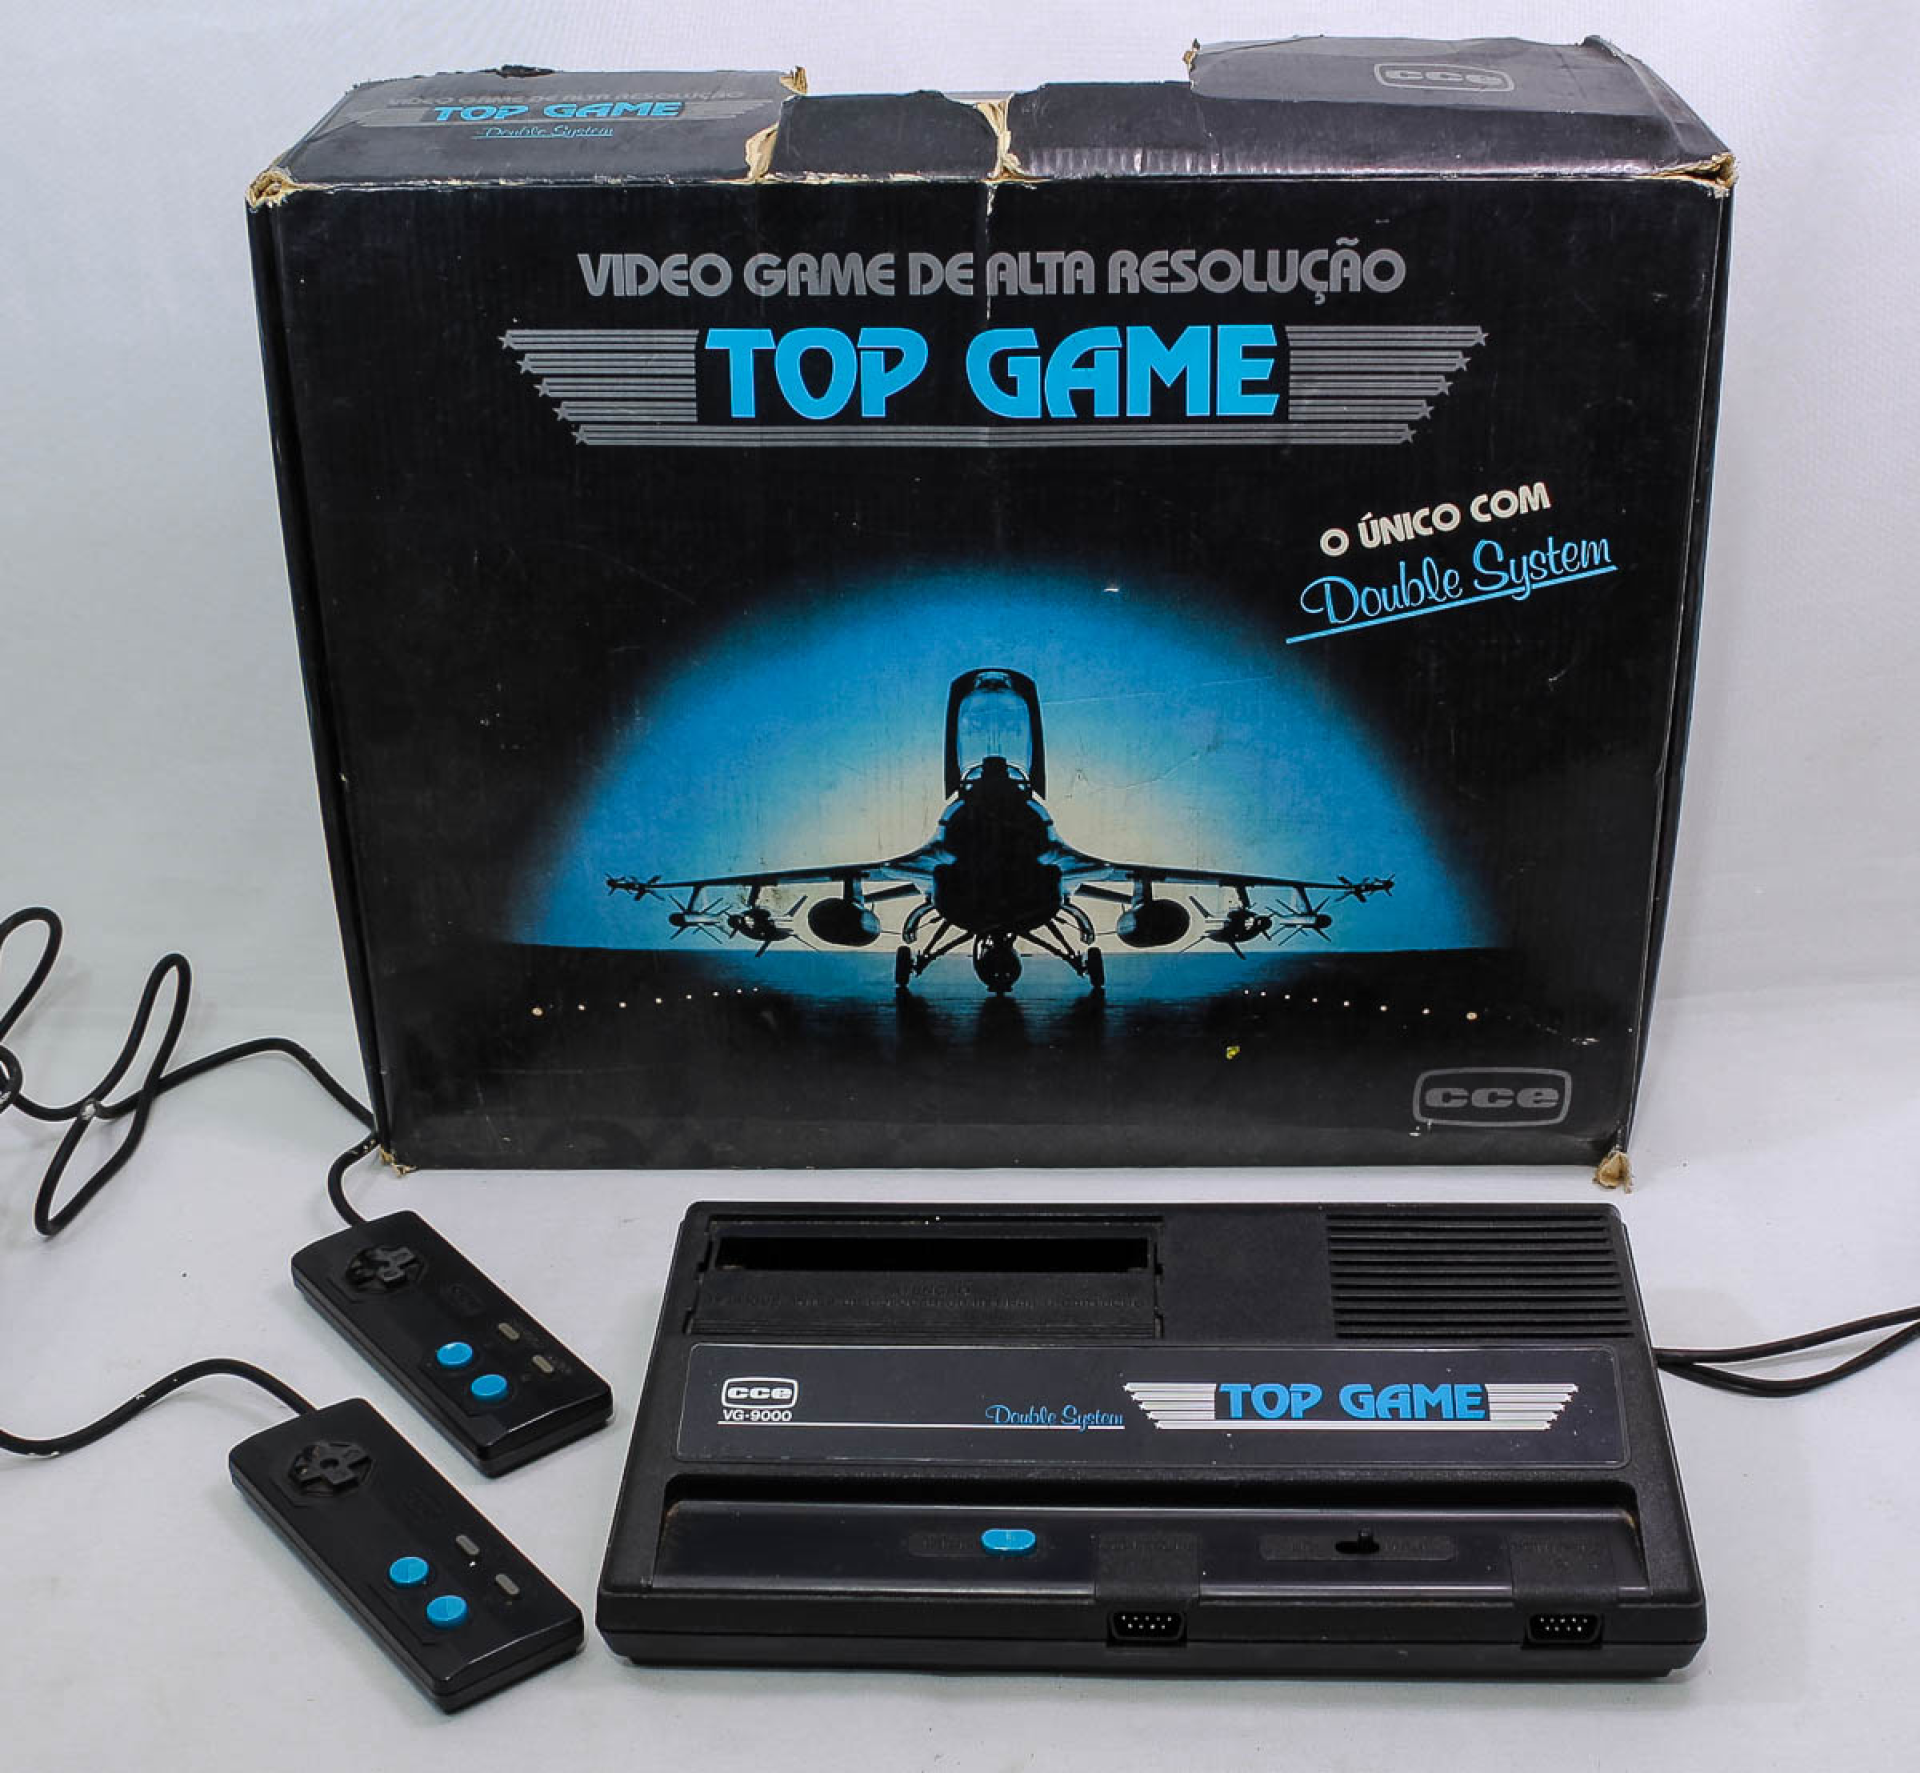 VIDEO GAME DE ALTA RESOLUÇÃO
TOP GAME
Double System
cce
VIDEO GAME DE ALTA RESOLUÇÃO
TOP GAME
O ÚNICO COM
Double System
cce
cce
VG-9000
Double System
TOP GAME